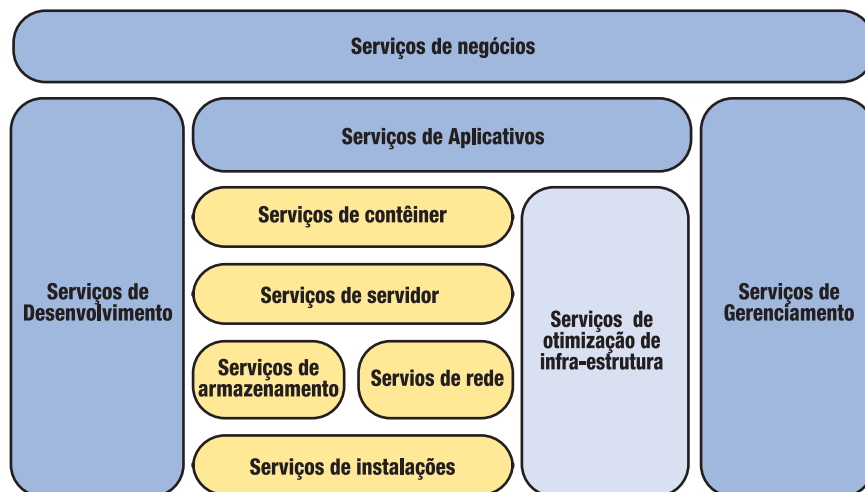 Serviços de negócios
Serviços de Aplicativos
Serviços de contêiner
Serviços de Desenvolvimento
Serviços de servidor
Serviços de
armazenamento
Servios de rede
Serviços de instalações
Serviços de
otimização de
infra-estrutura
Serviços de
Gerenciamento